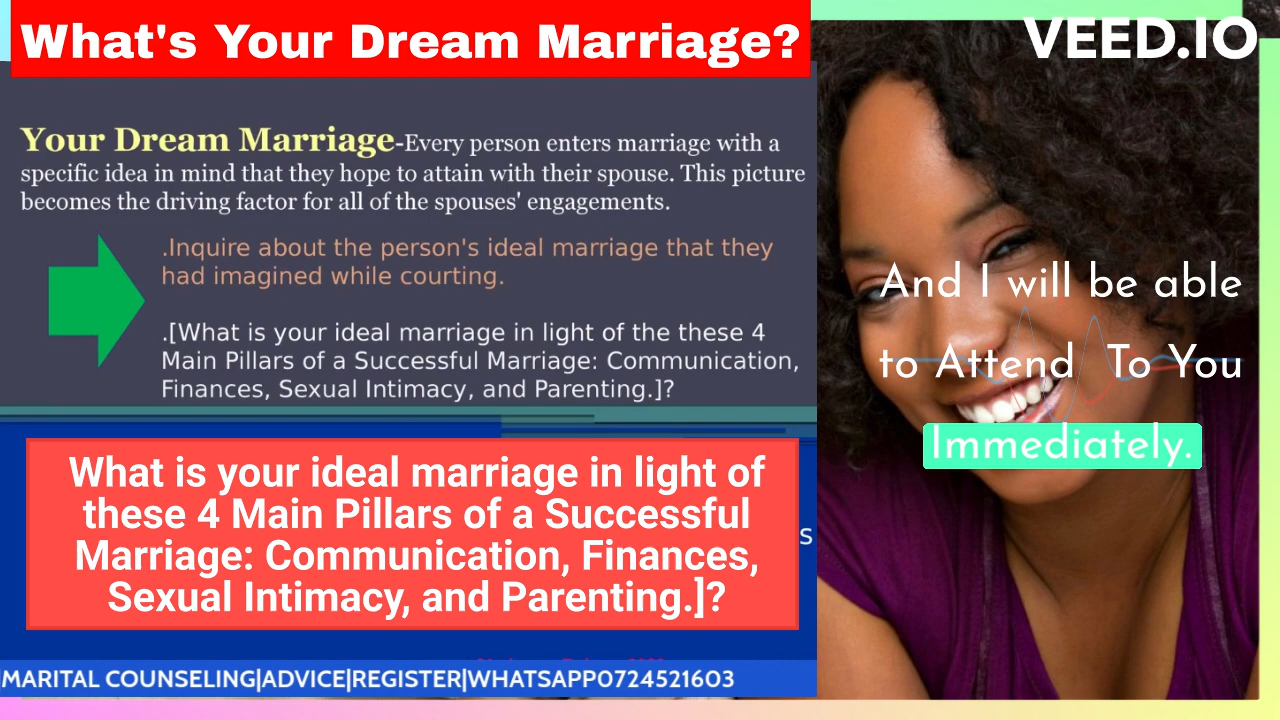 What's Your Dream Marriage?
VEED.IO
Your Dream Marriage-Every person enters marriage with a
specific idea in mind that they hope to attain with their spouse. This picture
becomes the driving factor for all of the spouses' engagements.
.Inquire about the person's ideal marriage that they
had imagined while courting.
.[What is your ideal marriage in light of the these 4
Main Pillars of a Successful Marriage: Communication,
Finances, Sexual Intimacy, and Parenting.]?
And I will be able
to Attend To You
Immediately.
What is your ideal marriage in light of
these 4 Main Pillars of a Successful
Marriage: Communication, Finances,
Sexual Intimacy, and Parenting.]?
s
MARITAL COUNSELING|ADVICE|REGISTER|WHATSAPP0724521603